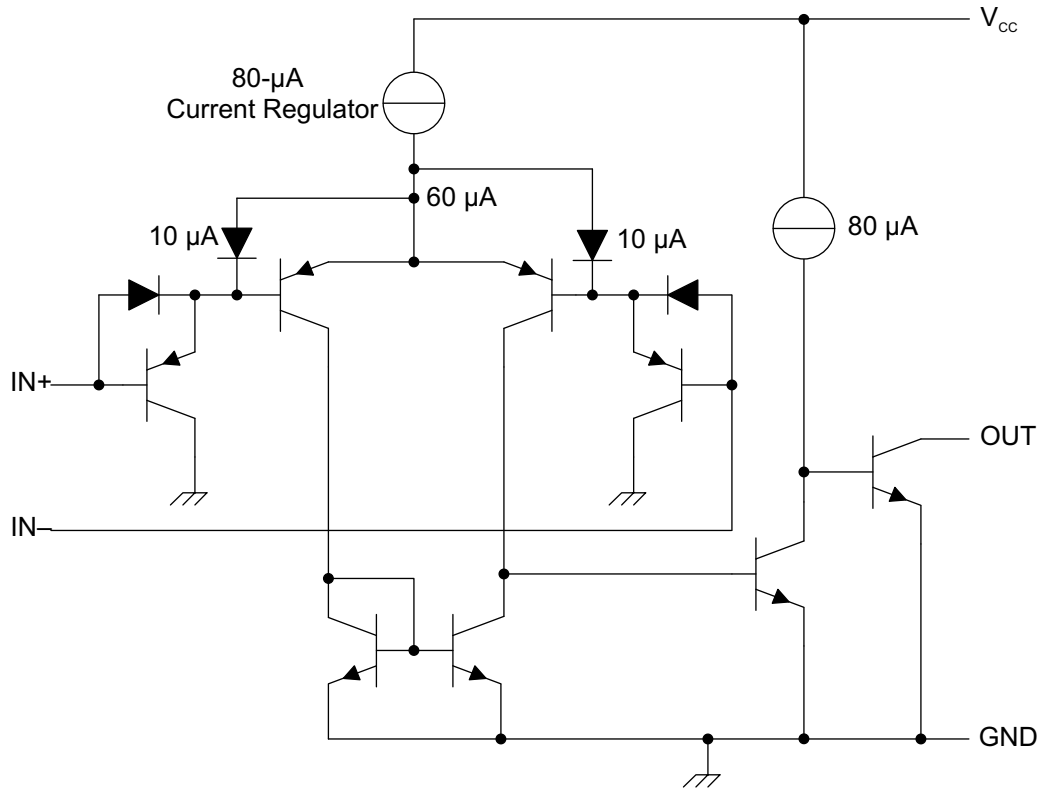 V_CC
80-µA
Current Regulator
60 µA
10 µA
10 µA
80 µA
IN+
OUT
IN–
GND